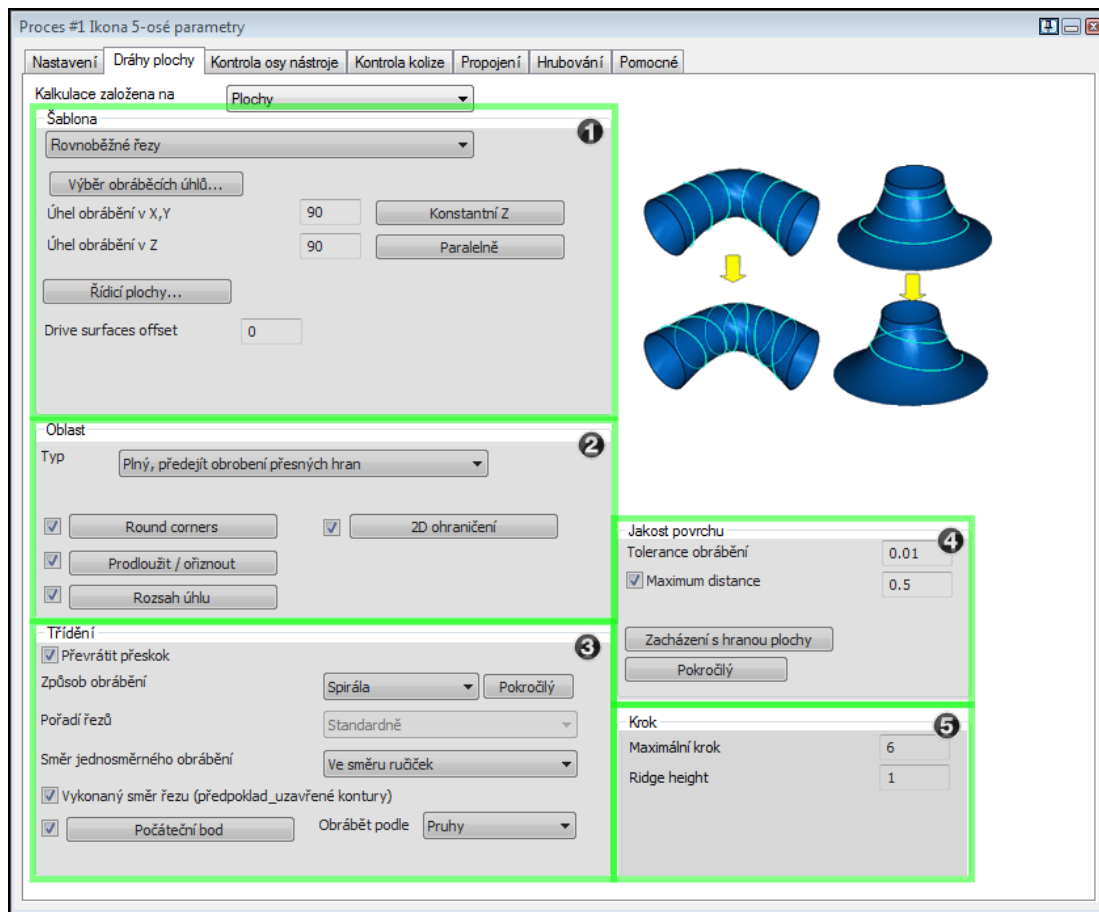 Proces #1 Ikona 5-osé parametry
Nastavení Dráhy plochy Kontrola osy nástroje Kontrola kolize Propojení Hrubování Pomocné
Kalkulace založena na Plochy
Šablona 1
Rovnoběžné řezy
Výběr obráběcích úhlů...
Úhel obrábění v X,Y 90 Konstantní Z
Úhel obrábění v Z 90 Paralelně
Řídicí plochy...
Drive surfaces offset 0
Oblast 2
Typ Plný, předejít obrobení přesných hran
Round corners 2D ohraničení
Prodloužit / ořiznout
Rozsah úhlu
Třídění 3
Převrátit přeskok
Způsob obrábění Spirála Pokročilý
Pořadí řezů Standardně
Směr jednosměrného obrábění Ve směru ručiček
Vykonaný směr řezu (předpoklad_uzavřené kontury)
Počáteční bod Obrábět podle Pruhy
Jakost povrchu 4
Tolerance obrábění 0.01
Maximum distance 0.5
Zacházení s hranou plochy
Pokročilý
Krok 5
Maximální krok 6
Ridge height 1